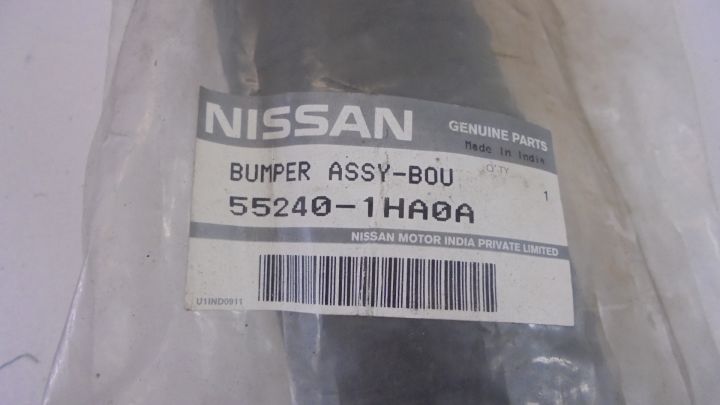 NISSAN GENUINE PARTS
Made in India
BUMPER ASSY-BOU Q'TY
55240-1HA0A 1
NISSAN MOTOR INDIA PRIVATE LIMITED
U1IND0911